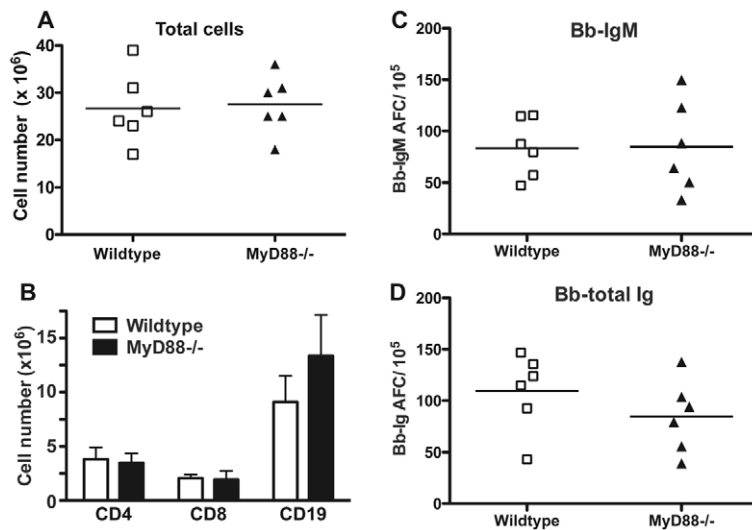 A
Total cells
Cell number (x 10⁶)
40
30
20
10
0
Wildtype
MyD88-/-
B
Wildtype
MyD88-/-
Cell number (x10⁶)
15
10
5
0
CD4
CD8
CD19
C
Bb-IgM
Bb-IgM AFC/ 10⁵
200
150
100
50
0
Wildtype
MyD88-/-
D
Bb-total Ig
Bb-Ig AFC/ 10⁵
200
150
100
50
0
Wildtype
MyD88-/-